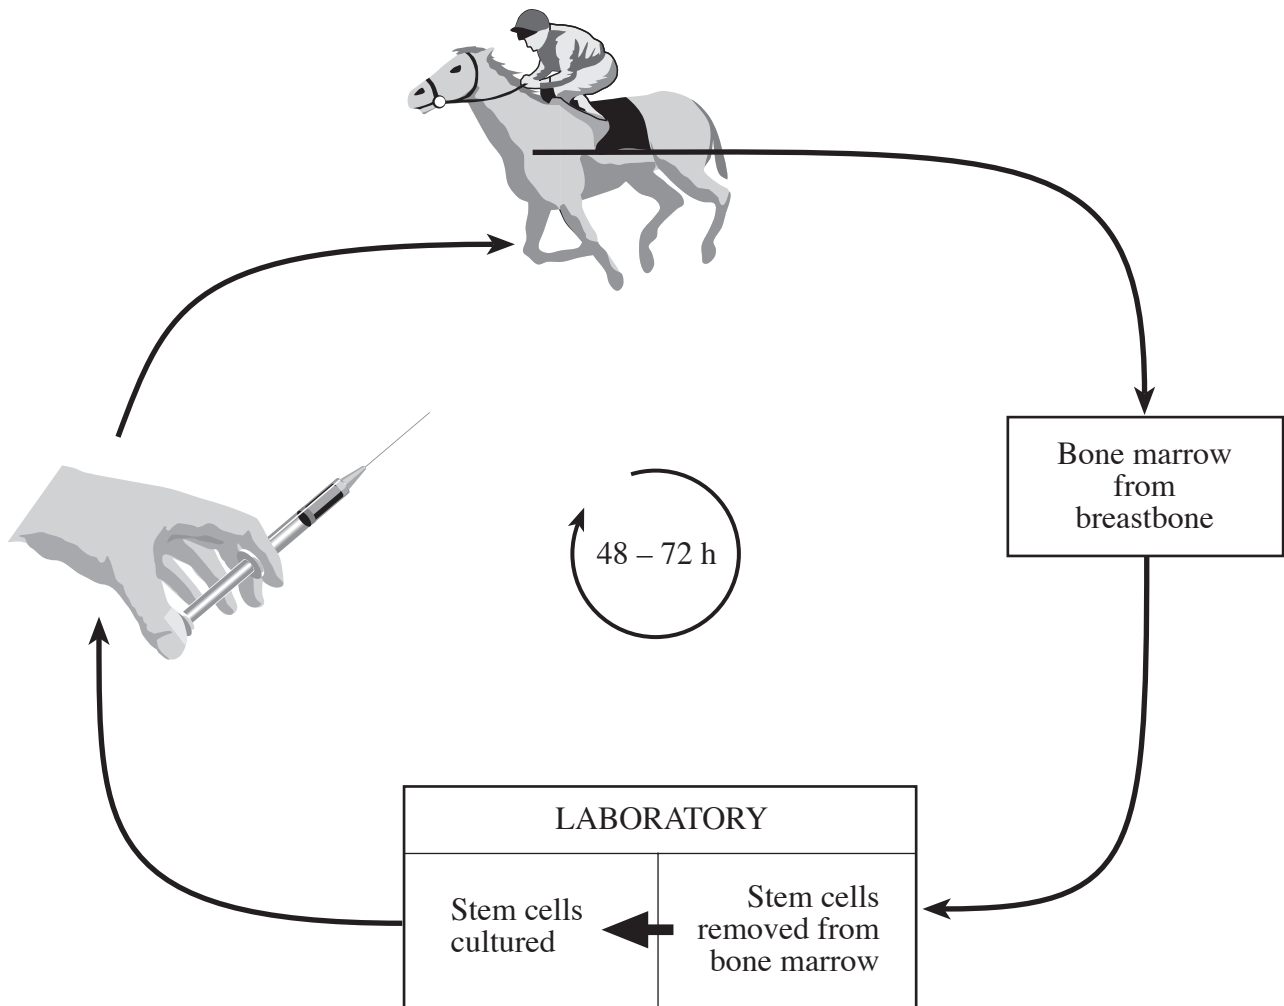 Bone marrow
from
breastbone
48 – 72 h
LABORATORY
Stem cells
removed from
bone marrow
Stem cells
cultured